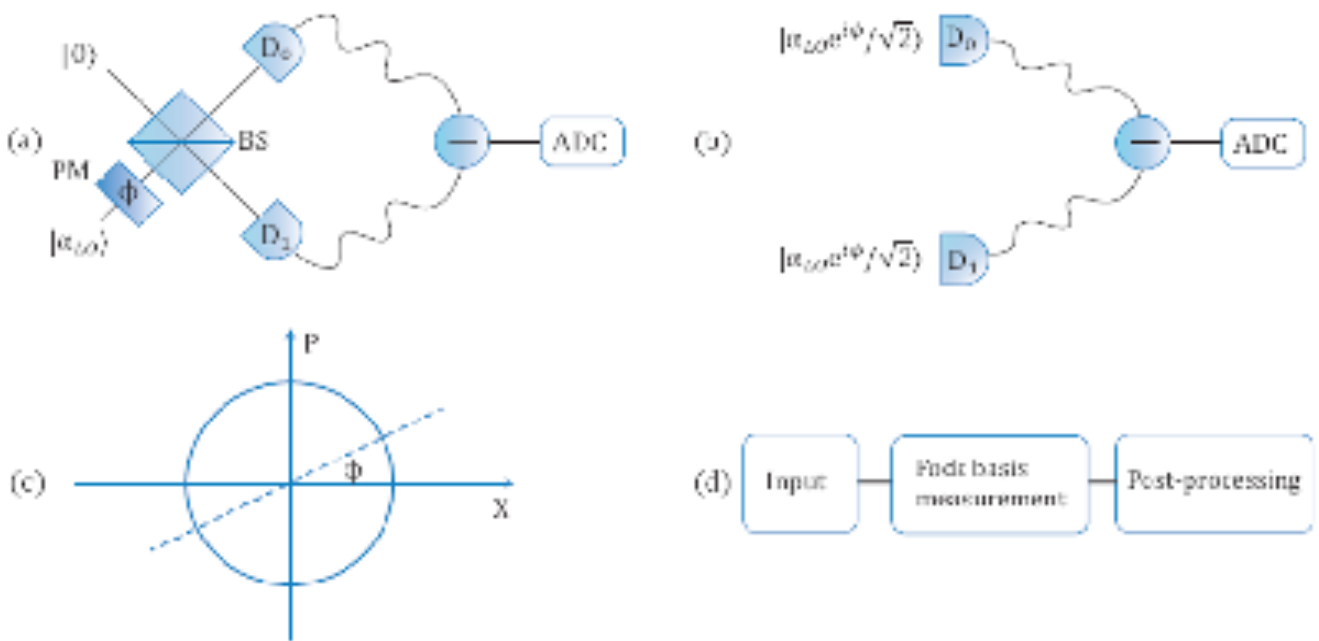 (a)
|0⟩
D₀
BS
PM
ϕ
|α_LO⟩
D₁
ADC
(b)
|α_LO e^{iϕ}/√2⟩
D₀
ADC
|α_LO e^{iϕ}/√2⟩
D₁
(c)
P
ϕ
X
(d)
Input
Fock basis
measurement
Post-processing